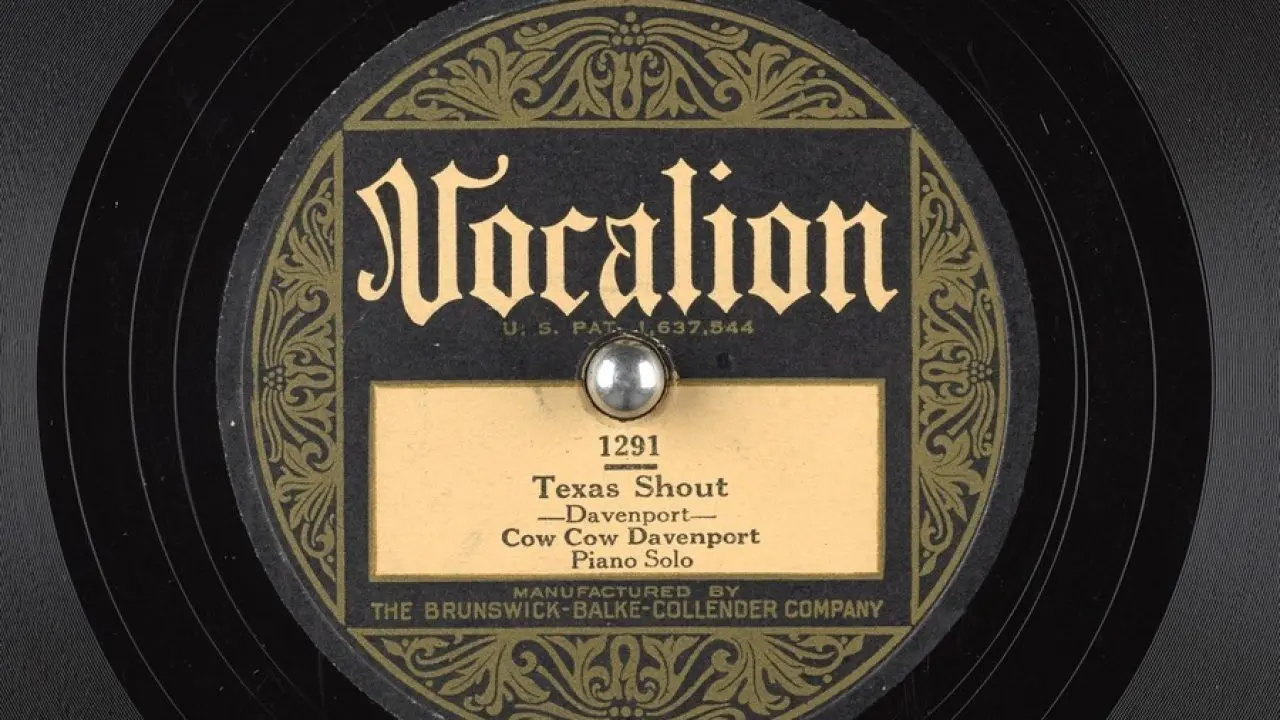 Vocalion
U. S. PAT. 1,637,544
1291
Texas Shout
—Davenport—
Cow Cow Davenport
Piano Solo
MANUFACTURED BY
THE BRUNSWICK-BALKE-COLLENDER COMPANY